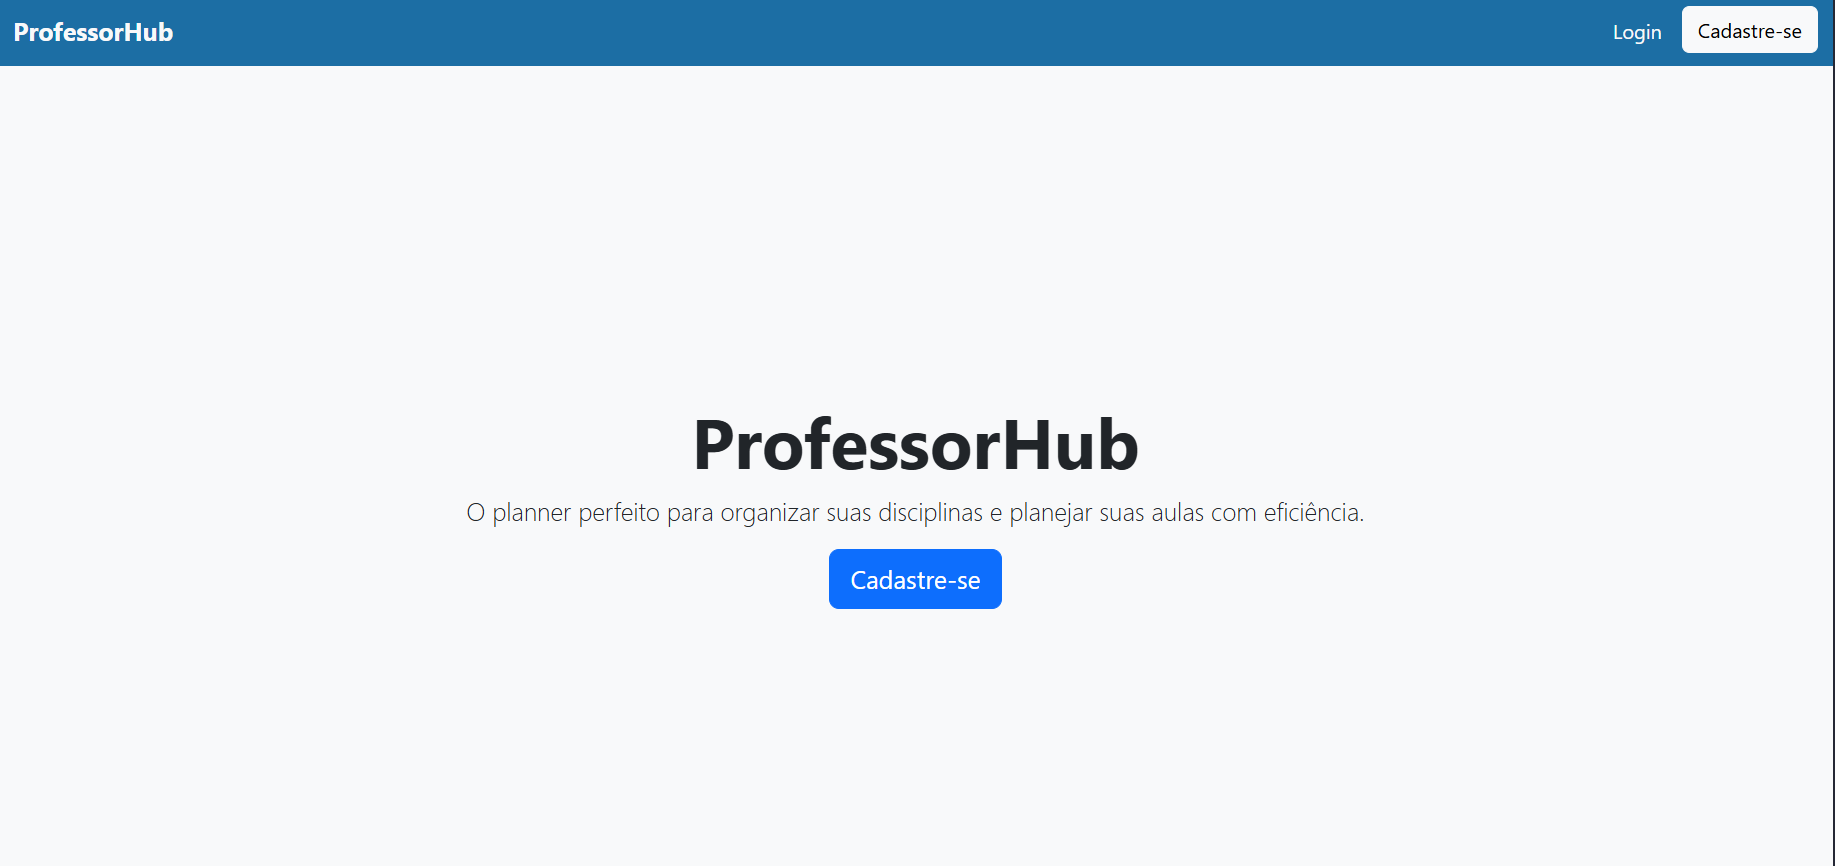 ProfessorHub
Login
Cadastre-se
ProfessorHub
O planner perfeito para organizar suas disciplinas e planejar suas aulas com eficiência.
Cadastre-se